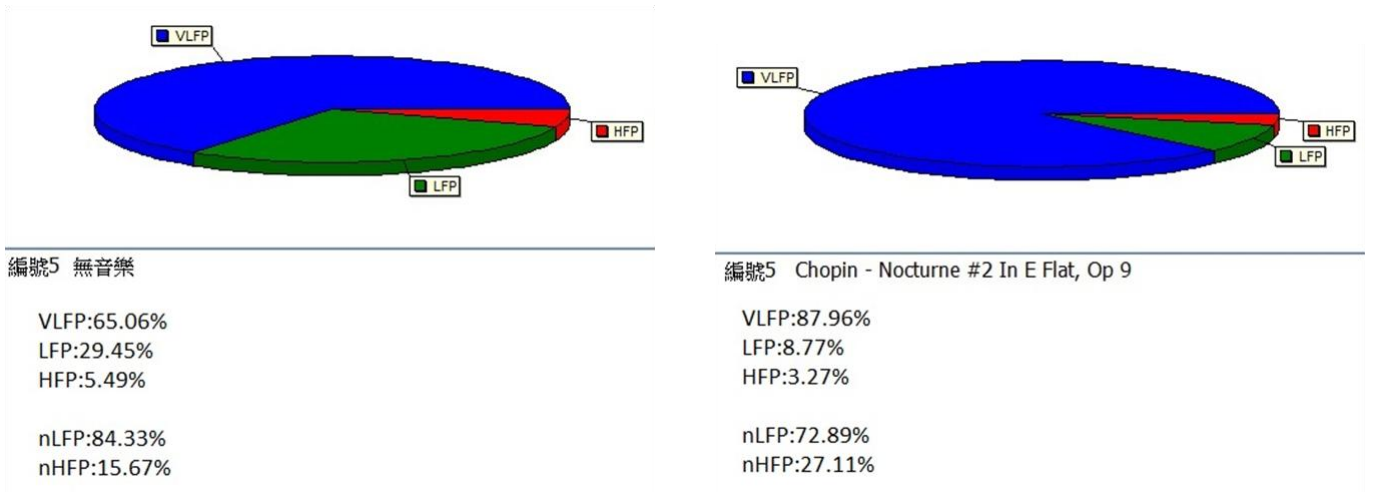 VLFP
HFP
LFP
編號5 無音樂
VLFP:65.06%
LFP:29.45%
HFP:5.49%
nLFP:84.33%
nHFP:15.67%
VLFP
HFP
LFP
編號5 Chopin - Nocturne #2 In E Flat, Op 9
VLFP:87.96%
LFP:8.77%
HFP:3.27%
nLFP:72.89%
nHFP:27.11%